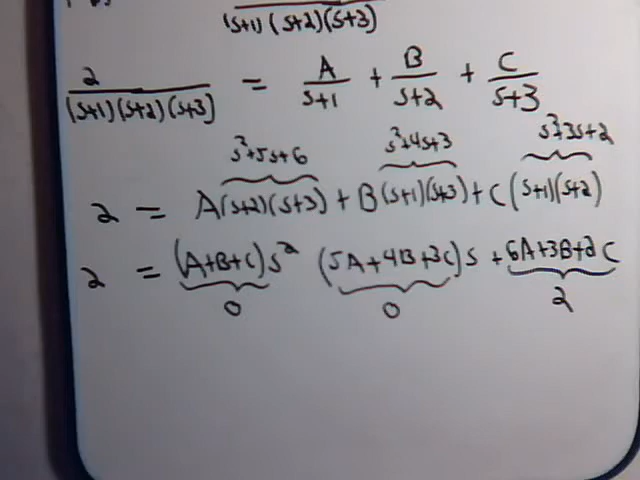 (s+1)(s+2)(s+3)
2/((s+1)(s+2)(s+3)) = A/(s+1) + B/(s+2) + C/(s+3)
s²+5s+6 s²+4s+3 s²+3s+2
2 = A(s+2)(s+3) + B(s+1)(s+3) + C(s+1)(s+2)
2 = (A+B+C)s² (5A+4B+3C)s + 6A+3B+2C
0 0 2